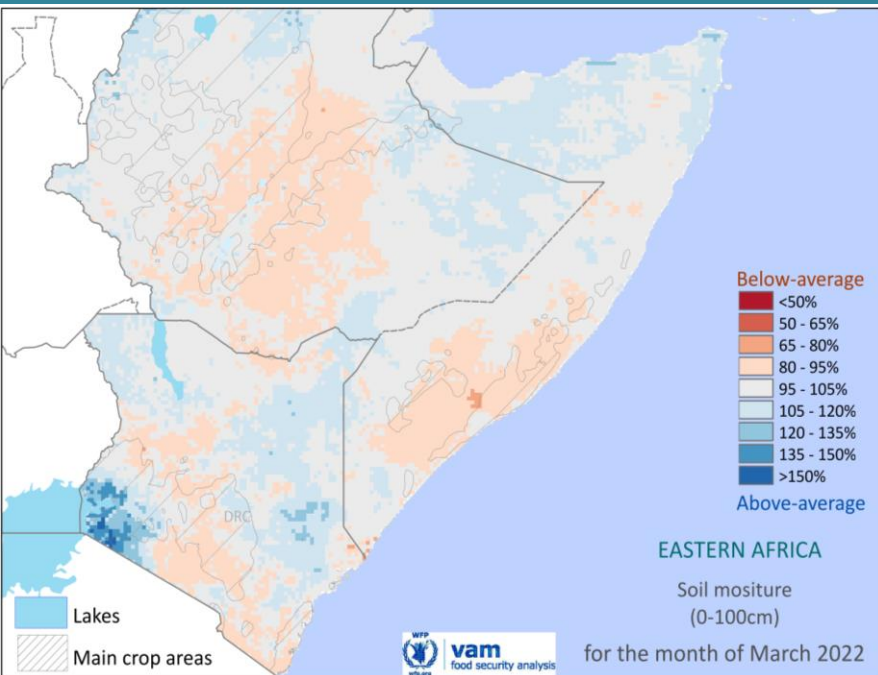 Below-average
<50%
50 - 65%
65 - 80%
80 - 95%
95 - 105%
105 - 120%
120 - 135%
135 - 150%
>150%
Above-average
DRC
EASTERN AFRICA
Soil mositure
(0-100cm)
for the month of March 2022
Lakes
Main crop areas
WFP
wfp.org
vam
food security analysis